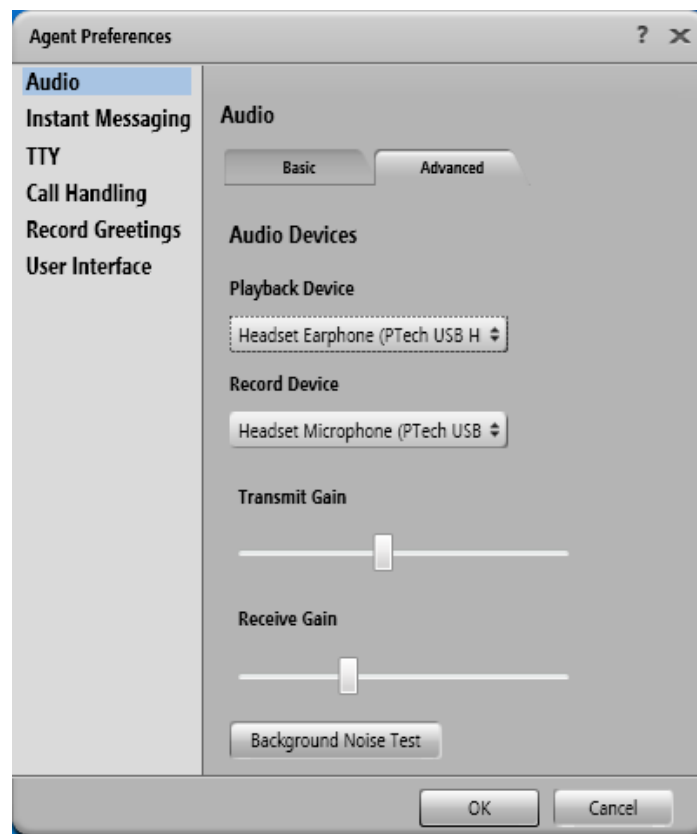 Agent Preferences
?
Audio
Instant Messaging
TTY
Call Handling
Record Greetings
User Interface
Audio
Basic
Advanced
Audio Devices
Playback Device
Headset Earphone (PTech USB H
Record Device
Headset Microphone (PTech USB
Transmit Gain
Receive Gain
Background Noise Test
OK
Cancel